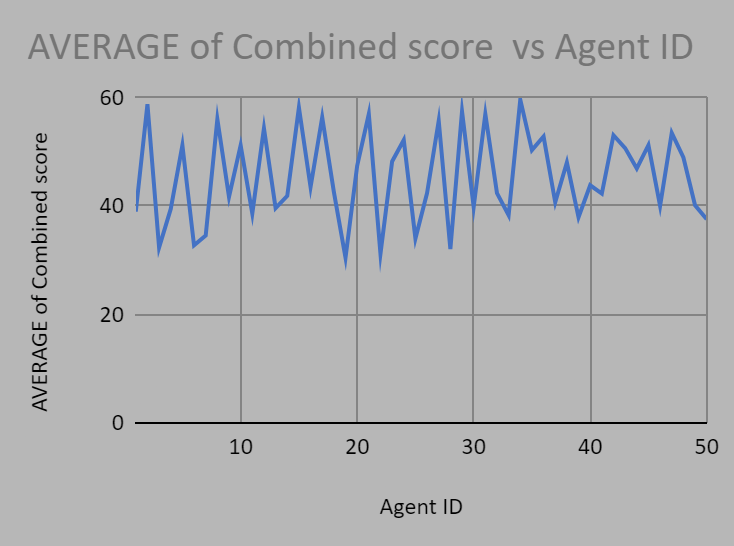 AVERAGE of Combined score  vs Agent ID
AVERAGE of Combined score
60
40
20
0
10 20 30 40 50
Agent ID